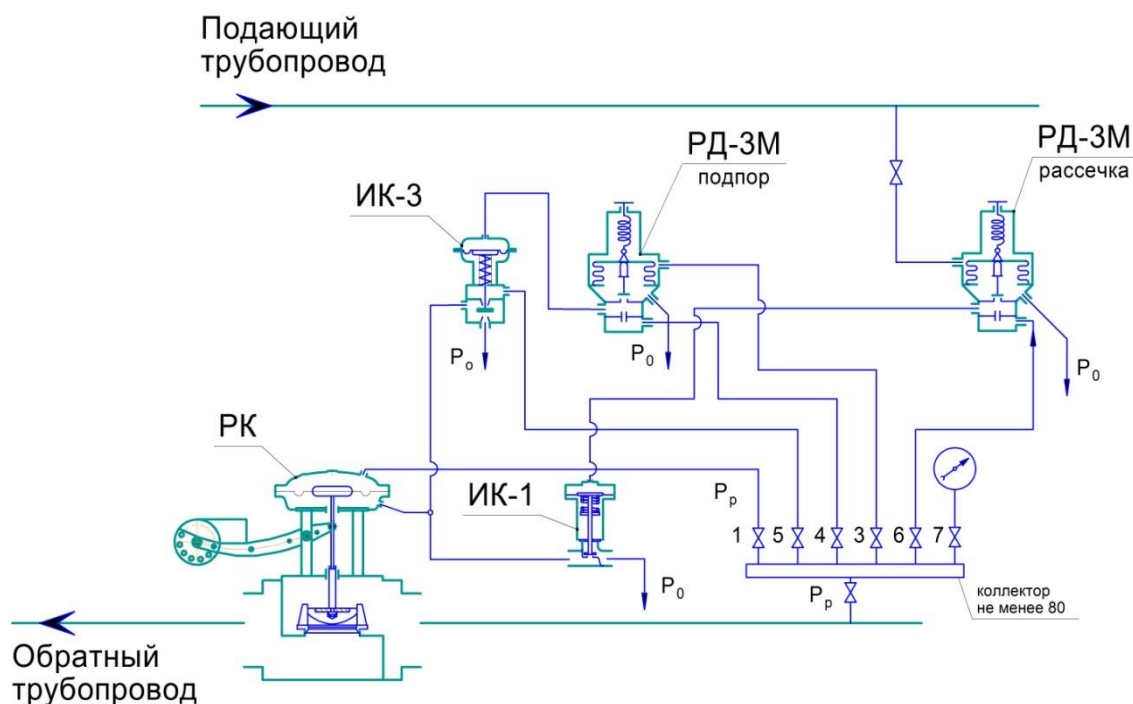 Подающий
трубопровод
РД-3М
подпор
РД-3М
рассечка
ИК-3
Pо
P0
P0
РК
ИК-1
Pр
1
5
4
3
6
7
P0
Pр
коллектор
не менее 80
Обратный
трубопровод